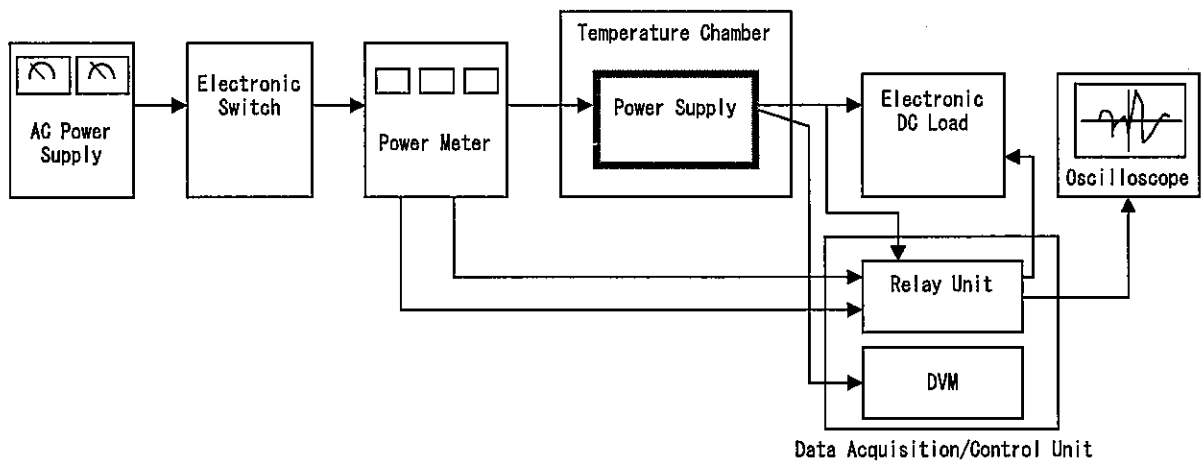 Temperature Chamber
Electronic
Switch
Power Supply
Electronic
DC Load
AC Power
Supply
Power Meter
Oscilloscope
Relay Unit
DVM
Data Acquisition/Control Unit